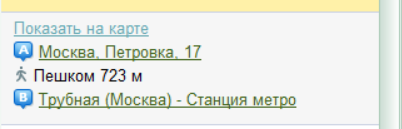 Показать на карте
A Москва, Петровка, 17
Пешком 723 м
B Трубная (Москва) - Станция метро